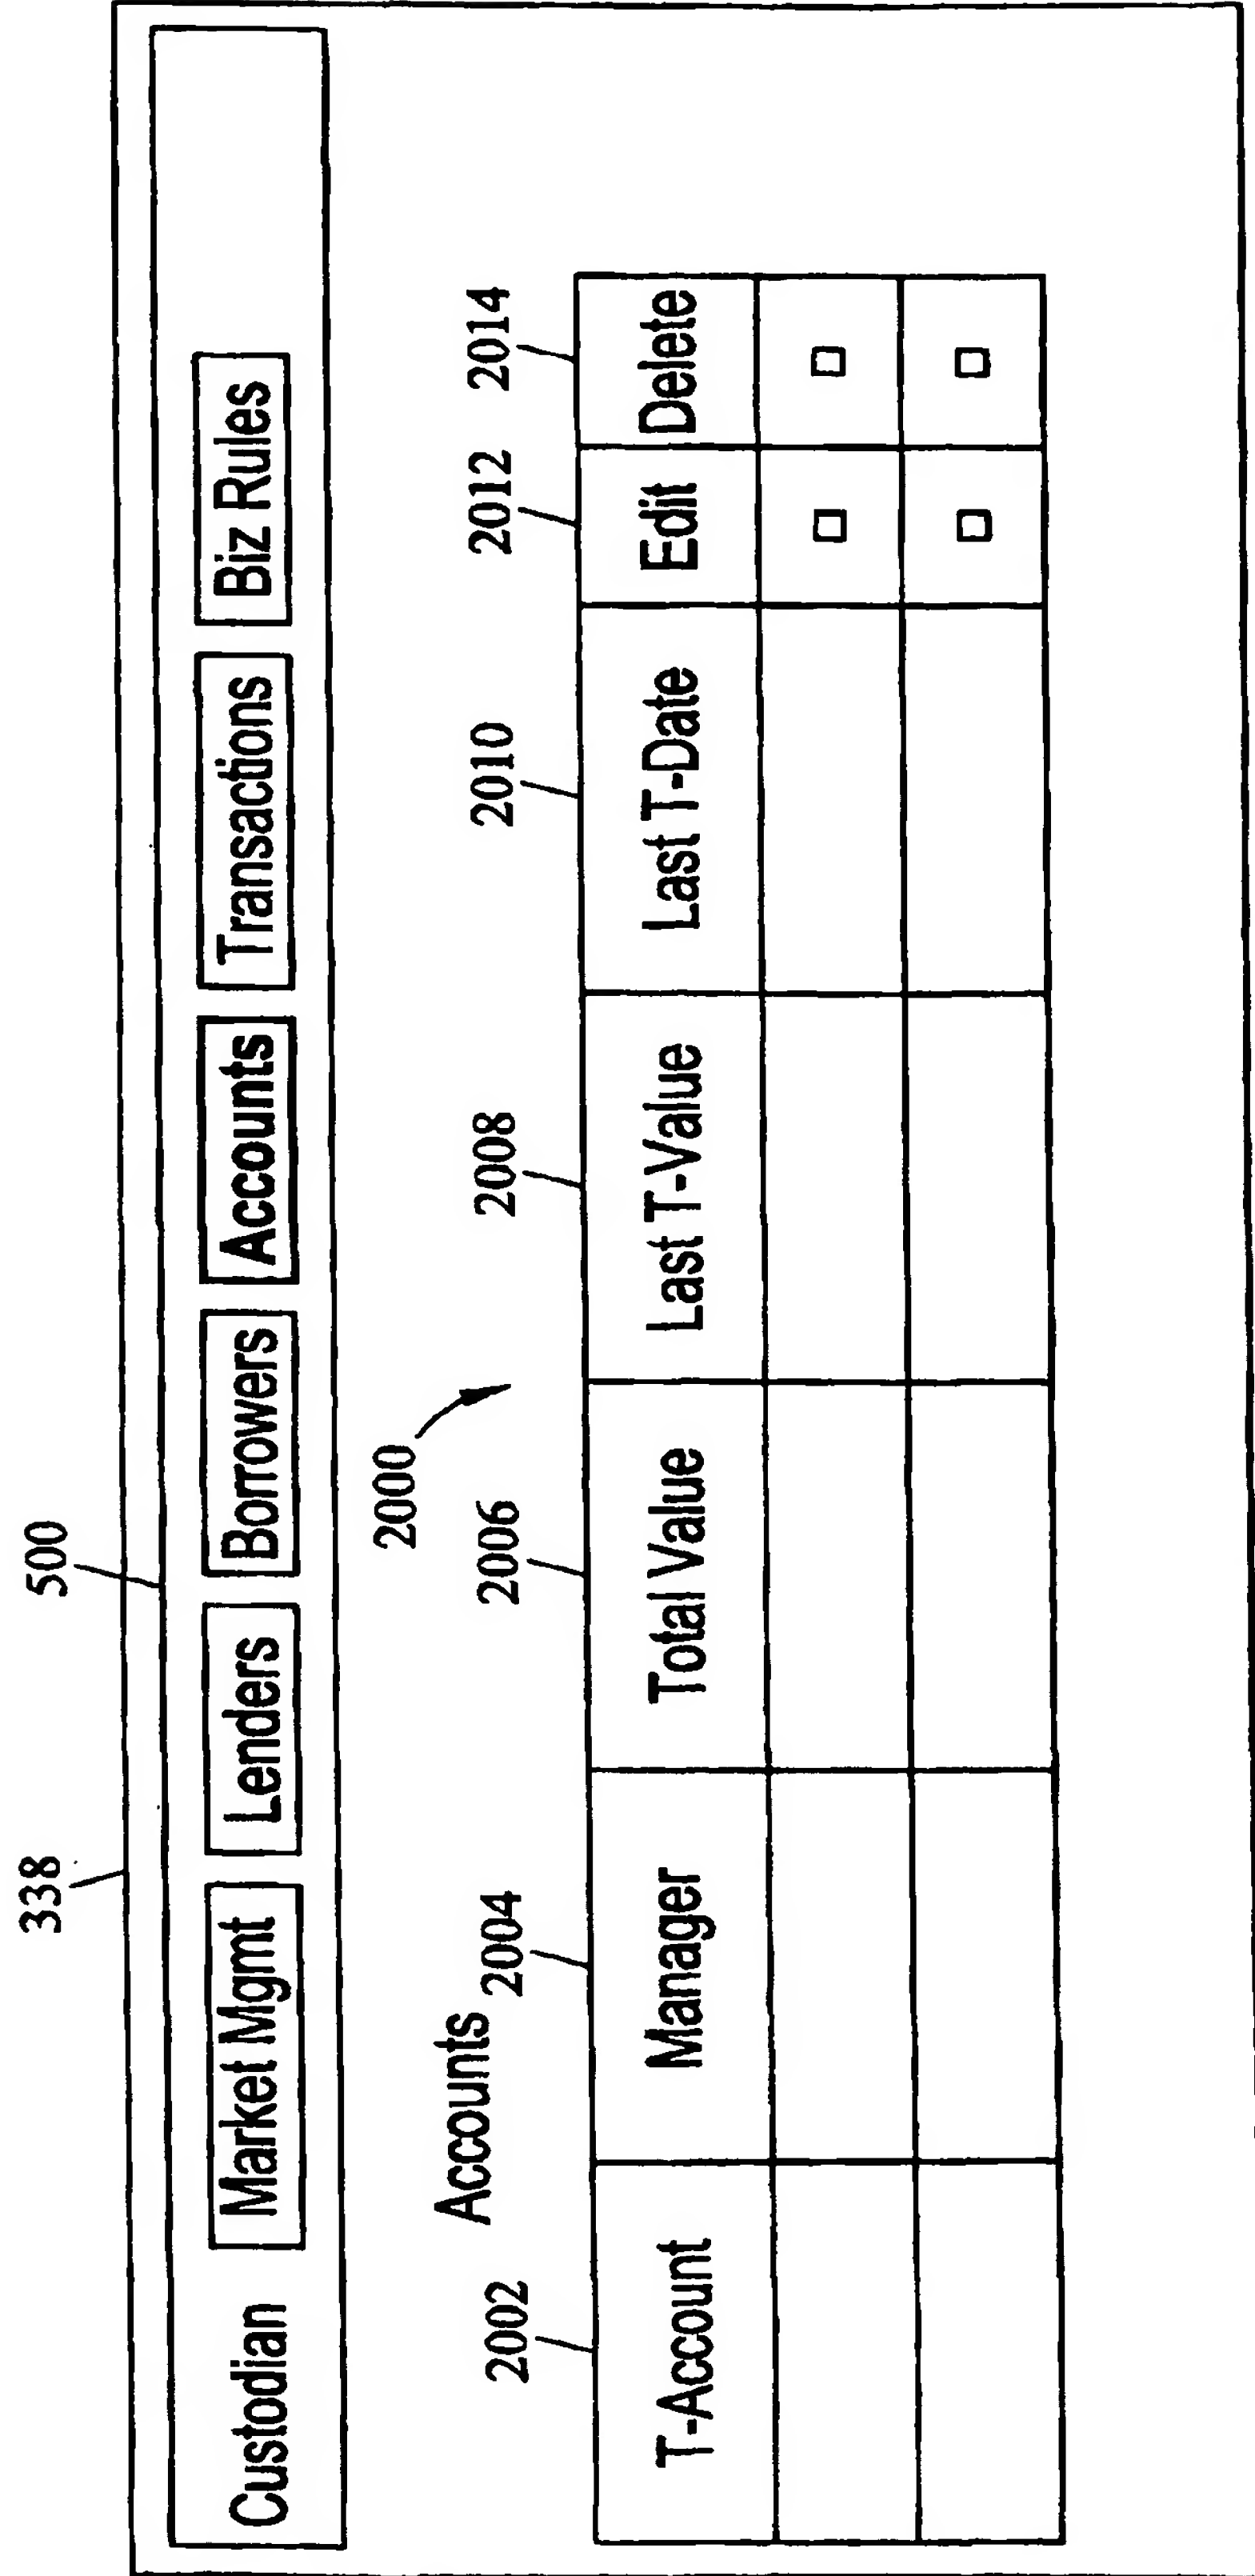 338 500
Custodian Market Mgmt Lenders Borrowers Accounts Transactions Biz Rules
2000
Accounts
2002 2004 2006 2008 2010 2012 2014
T-Account Manager Total Value Last T-Value Last T-Date Edit Delete